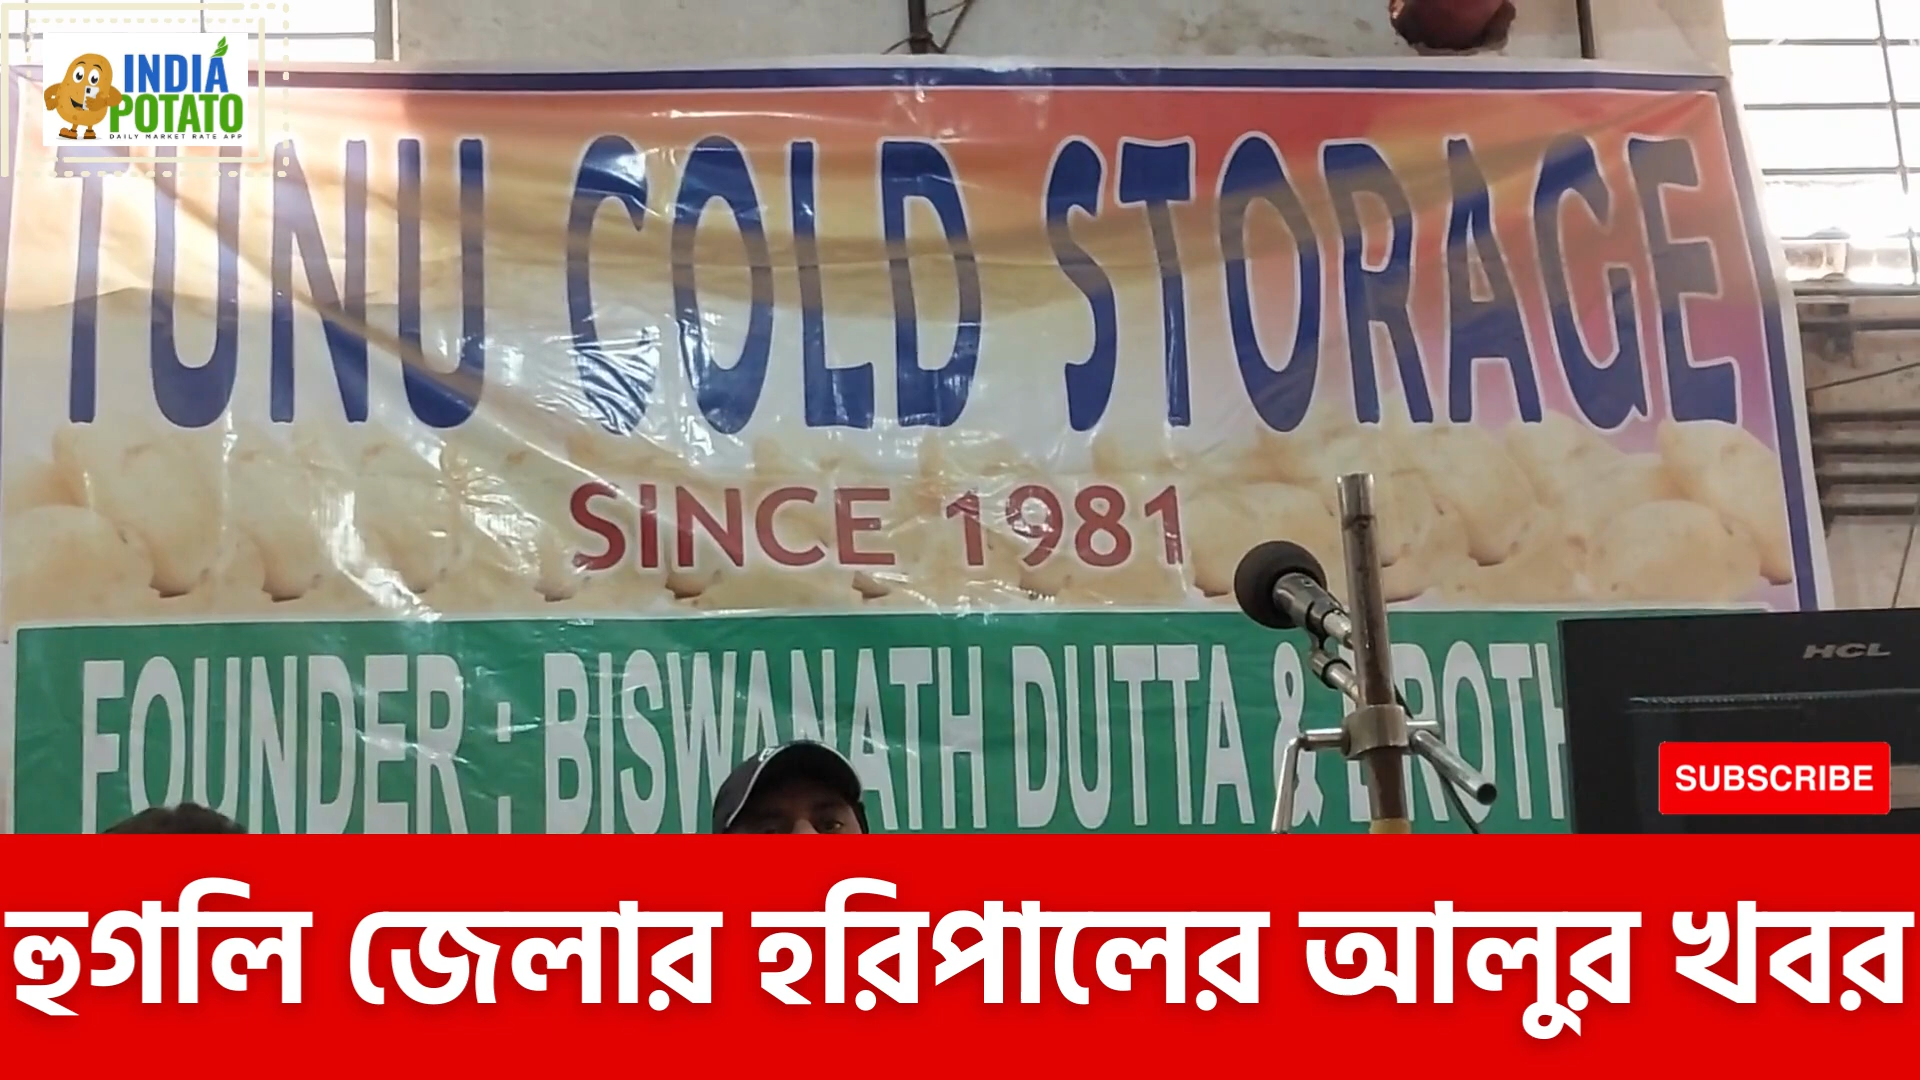 INDIA
POTATO
DAILY MARKET RATE APP
TUNU COLD STORAGE
SINCE 1981
FOUNDER : BISWANATH DUTTA &
HCL
SUBSCRIBE
হুগলি জেলার হরিপালের আলুর খবর